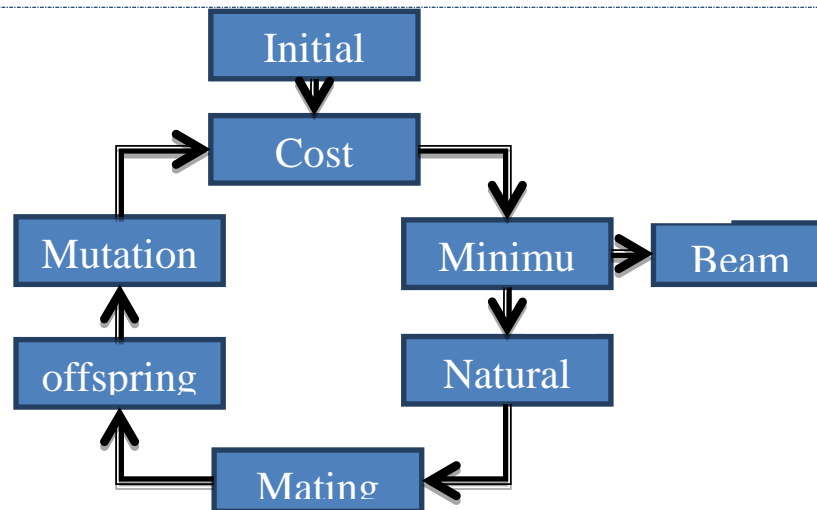 Initial
Cost
Mutation
Minimu
Beam
offspring
Natural
Mating